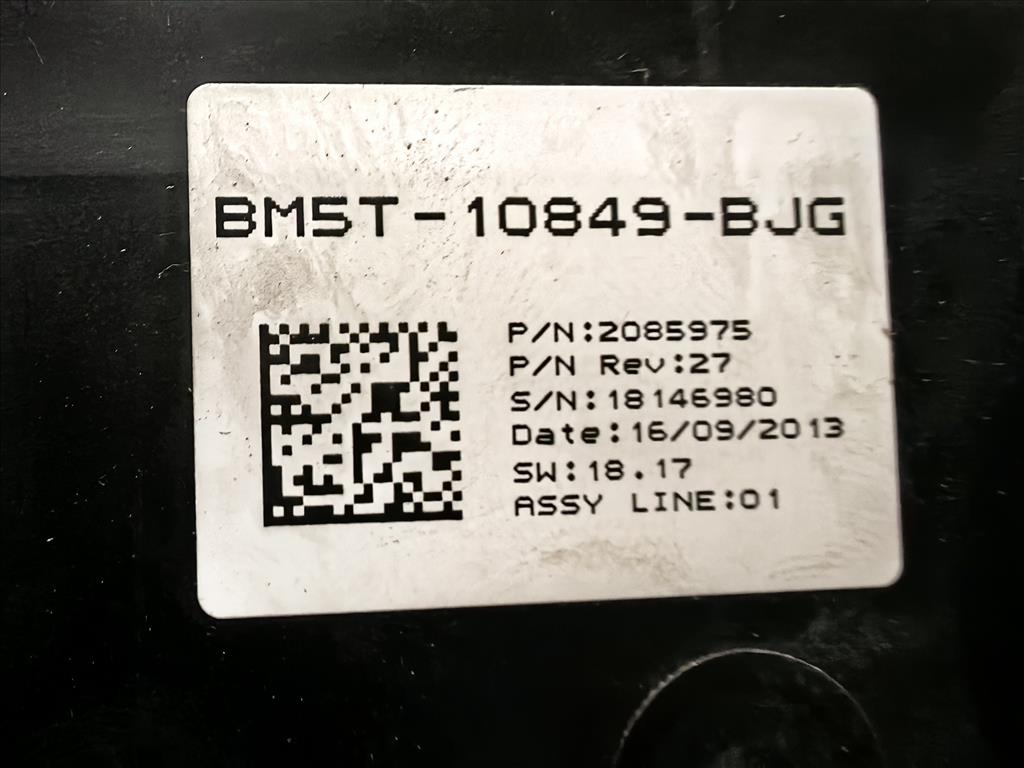 BM5T-10849-BJG
P/N:2085975
P/N Rev:27
S/N:18146980
Date:16/09/2013
SW:18.17
ASSY LINE:01